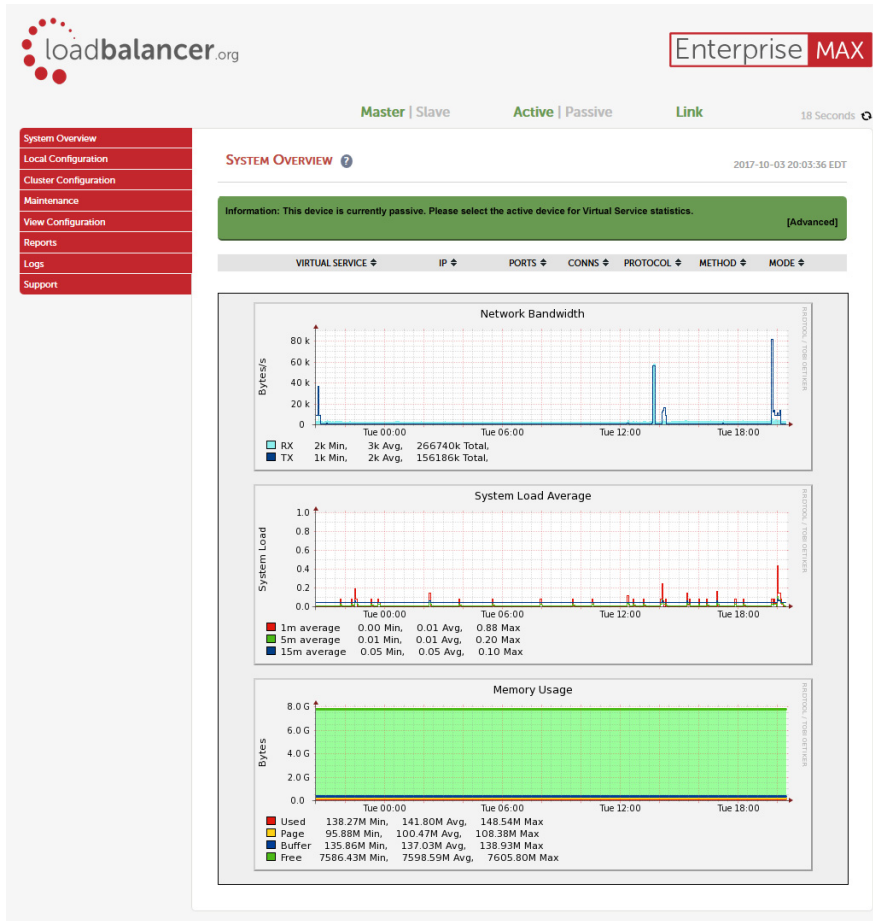 loadbalancer.org
Enterprise MAX
Master | Slave Active | Passive Link 18 Seconds
System Overview
Local Configuration
Cluster Configuration
Maintenance
View Configuration
Reports
Logs
Support
SYSTEM OVERVIEW ?
2017-10-03 20:03:36 EDT
Information: This device is currently passive. Please select the active device for Virtual Service statistics.
[Advanced]
VIRTUAL SERVICE IP PORTS CONNS PROTOCOL METHOD MODE
Network Bandwidth
RRDTOOL / TOBI OETIKER
Bytes/s
80 k
60 k
40 k
20 k
0
Tue 00:00 Tue 06:00 Tue 12:00 Tue 18:00
RX 2k Min, 3k Avg, 266740k Total,
TX 1k Min, 2k Avg, 156186k Total,
System Load Average
RRDTOOL / TOBI OETIKER
System Load
1.0
0.8
0.6
0.4
0.2
0.0
Tue 00:00 Tue 06:00 Tue 12:00 Tue 18:00
1m average 0.00 Min, 0.01 Avg, 0.88 Max
5m average 0.01 Min, 0.01 Avg, 0.20 Max
15m average 0.05 Min, 0.05 Avg, 0.10 Max
Memory Usage
RRDTOOL / TOBI OETIKER
Bytes
8.0 G
6.0 G
4.0 G
2.0 G
0.0
Tue 00:00 Tue 06:00 Tue 12:00 Tue 18:00
Used 138.27M Min, 141.80M Avg, 148.54M Max
Page 95.88M Min, 100.47M Avg, 108.38M Max
Buffer 135.86M Min, 137.03M Avg, 138.93M Max
Free 7586.43M Min, 7598.59M Avg, 7605.80M Max